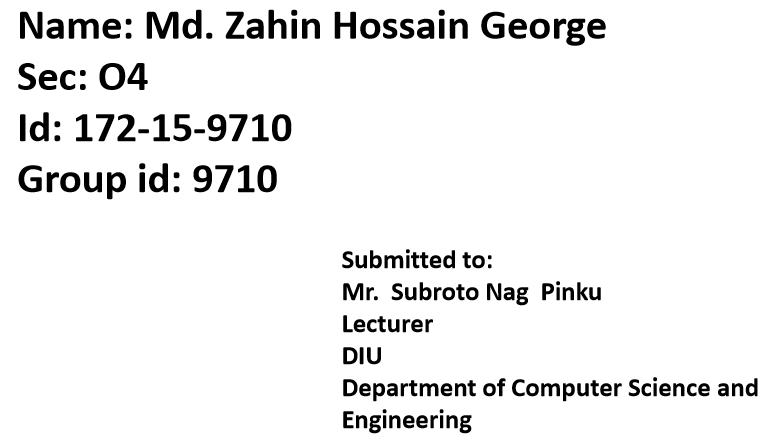 Name: Md. Zahin Hossain George
Sec: O4
Id: 172-15-9710
Group id: 9710
Submitted to:
Mr.  Subroto Nag  Pinku
Lecturer
DIU
Department of Computer Science and
Engineering